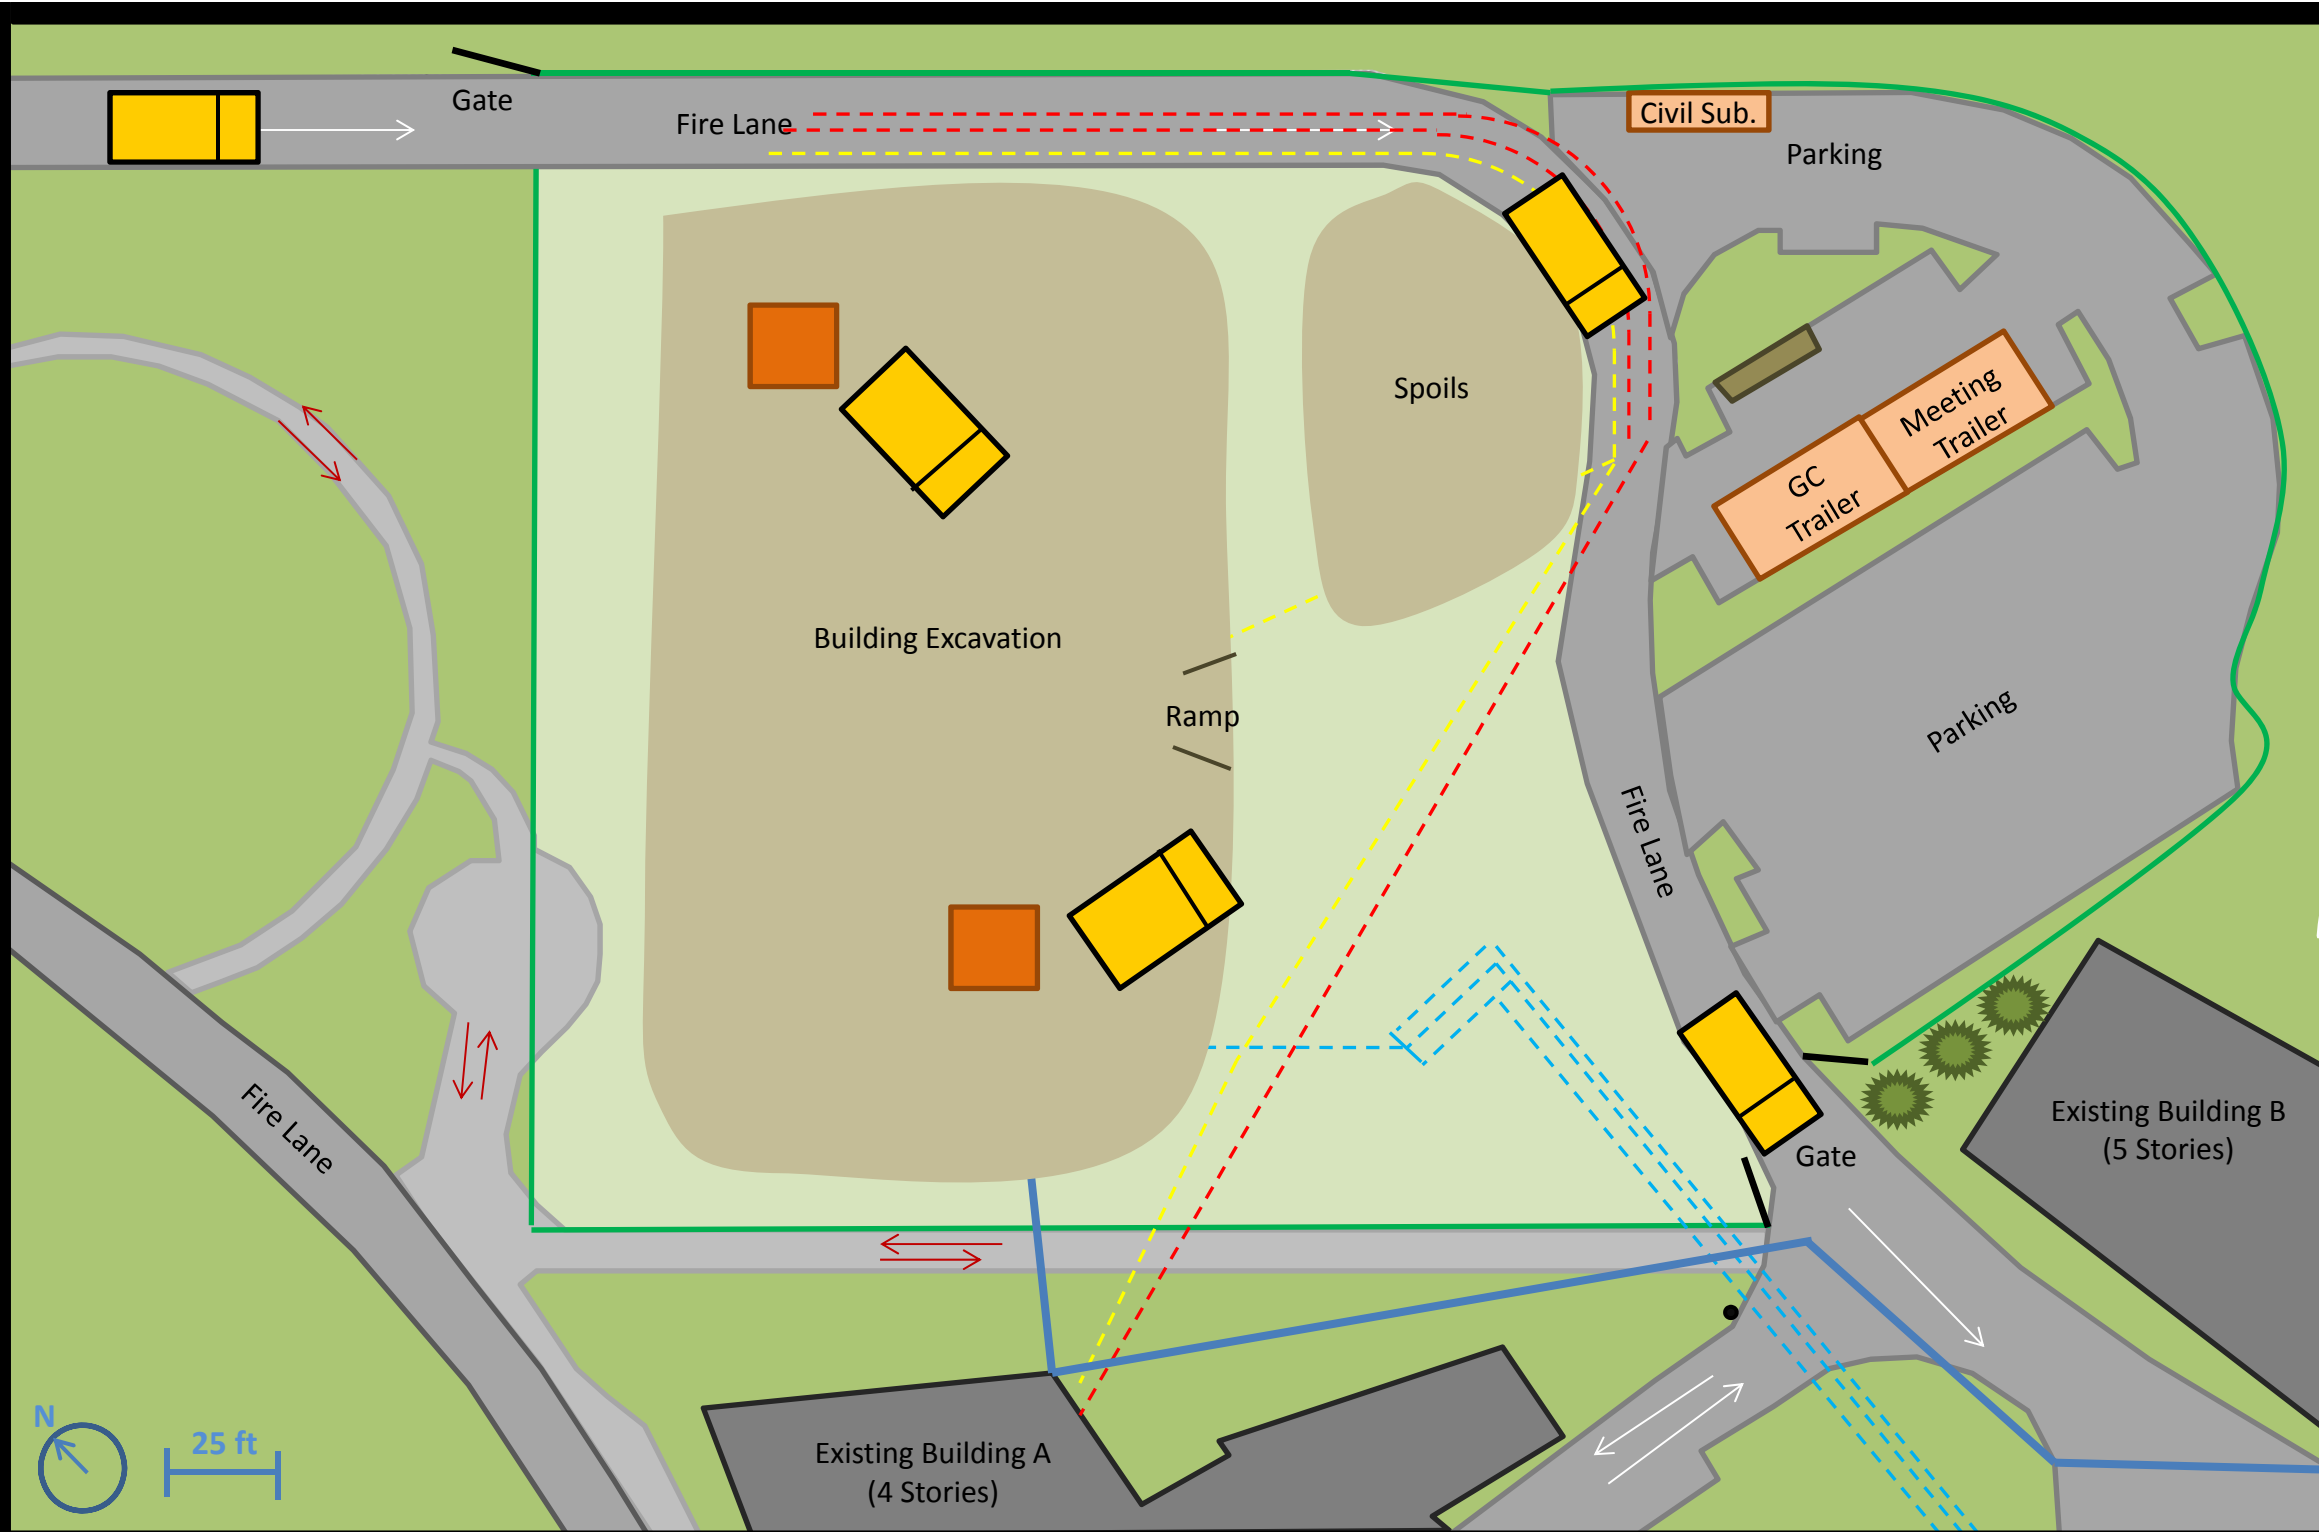 Gate
Fire Lane
Civil Sub.
Parking
Spoils
Meeting
Trailer
GC
Trailer
Building Excavation
Ramp
Parking
Fire Lane
Fire Lane
Gate
Existing Building B
(5 Stories)
Existing Building A
(4 Stories)
N
25 ft